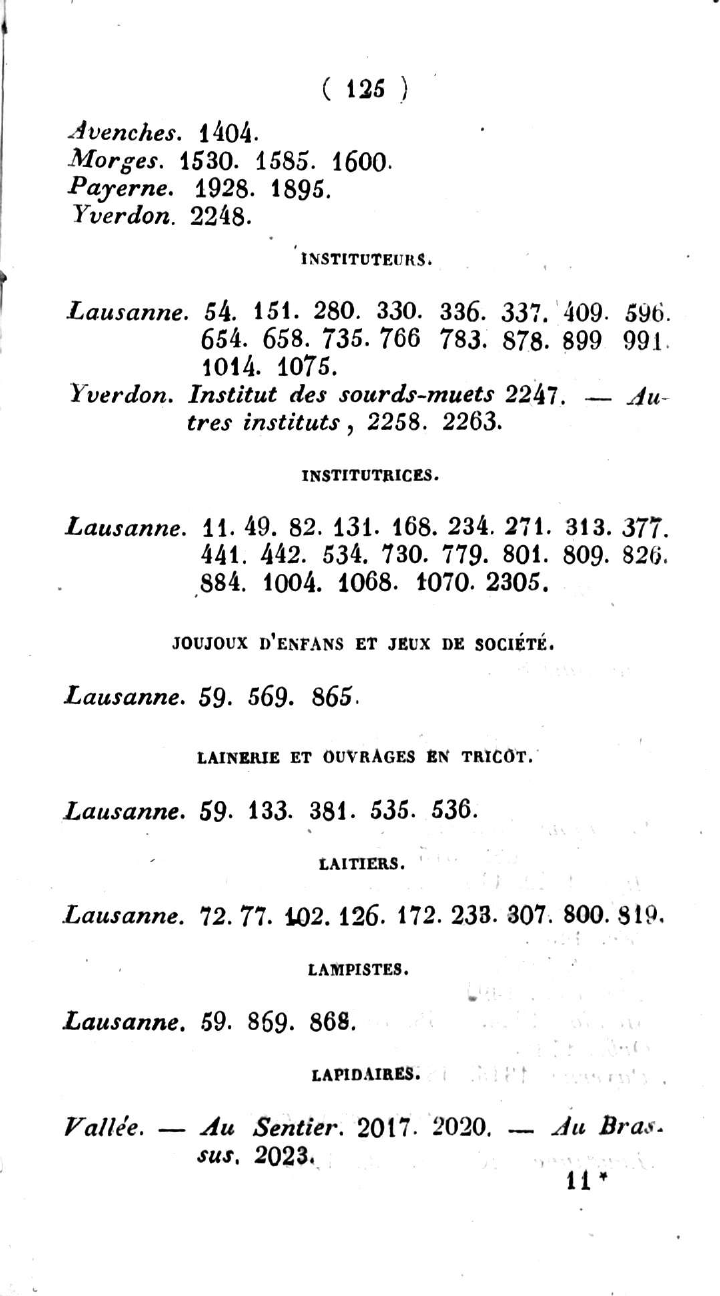 ( 125 )
Avenches. 1404.
Morges. 1530. 1585. 1600.
Payerne. 1928. 1895.
Yverdon. 2248.
INSTITUTEURS.
Lausanne. 54. 151. 280. 330. 336. 337. 409. 596.
654. 658. 735. 766 783. 878. 899 991.
1014. 1075.
Yverdon. Institut des sourds-muets 2247. — Au-
tres instituts, 2258. 2263.
INSTITUTRICES.
Lausanne. 11. 49. 82. 131. 168. 234. 271. 313. 377.
441. 442. 534. 730. 779. 801. 809. 826.
884. 1004. 1068. 1070. 2305.
JOUJOUX D'ENFANS ET JEUX DE SOCIÉTÉ.
Lausanne. 59. 569. 865.
LAINERIE ET OUVRAGES EN TRICOT.
Lausanne. 59. 133. 381. 535. 536.
LAITIERS.
Lausanne. 72. 77. 102. 126. 172. 233. 307. 800. 819.
LAMPISTES.
Lausanne. 59. 869. 868.
LAPIDAIRES.
Vallée. — Au Sentier. 2017. 2020. — Au Bras-
sus. 2023.
11 *